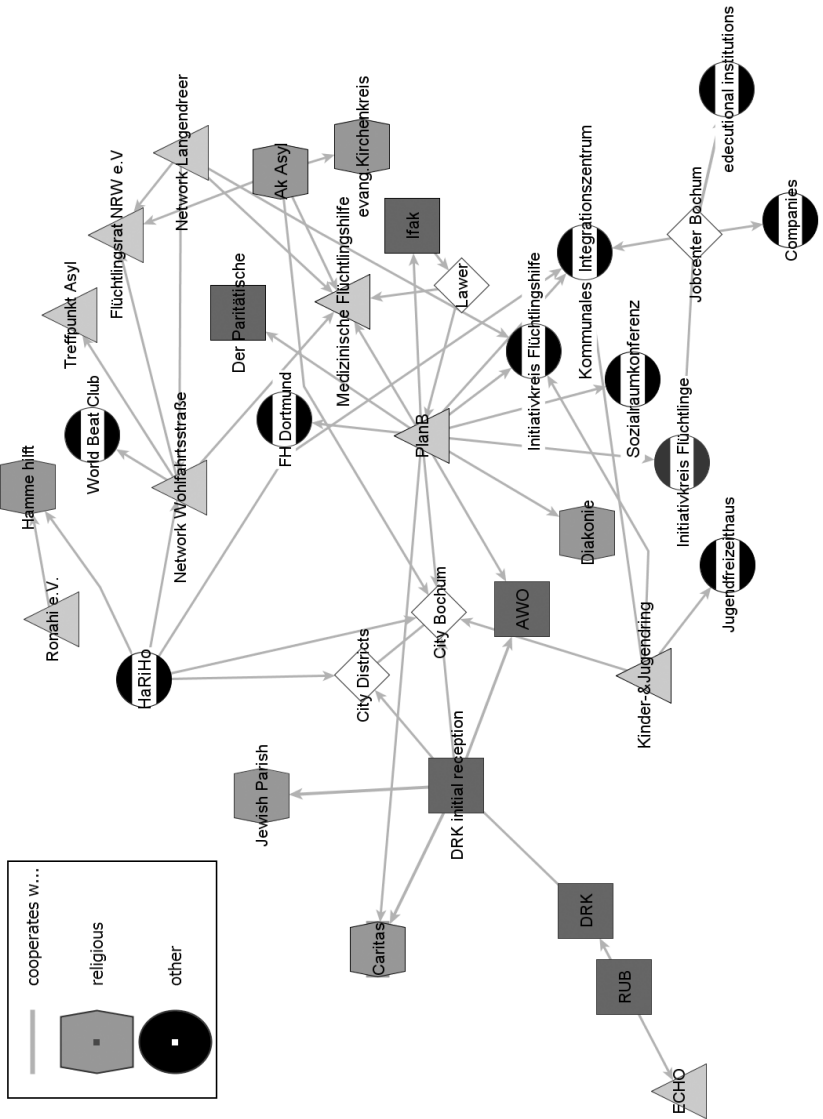 cooperates w...
religious
other
Hamme hilft
Ronahi e.V.
HaRiHo
World Beat Club
Treffpunkt Asyl
Flüchtlingsrat NRW e.V
Network Langendreer
Network Wohlfahrtsstraße
Der Paritätische
Ak Asyl
evang.Kirchenkreis
Medizinische Flüchtlingshilfe
Ifak
Lawer
FH Dortmund
PlanB
City Districts
City Bochum
Jewish Parish
Caritas
DRK initial reception
AWO
Diakonie
Initiativkreis Flüchtlingshilfe
Kommunales Integrationszentrum
Sozialraumkonferenz
Initiativkreis Flüchtlinge
Jobcenter Bochum
edecutional institutions
Companies
Jugendfreizeithaus
Kinder-&Jugendring
DRK
RUB
ECHO